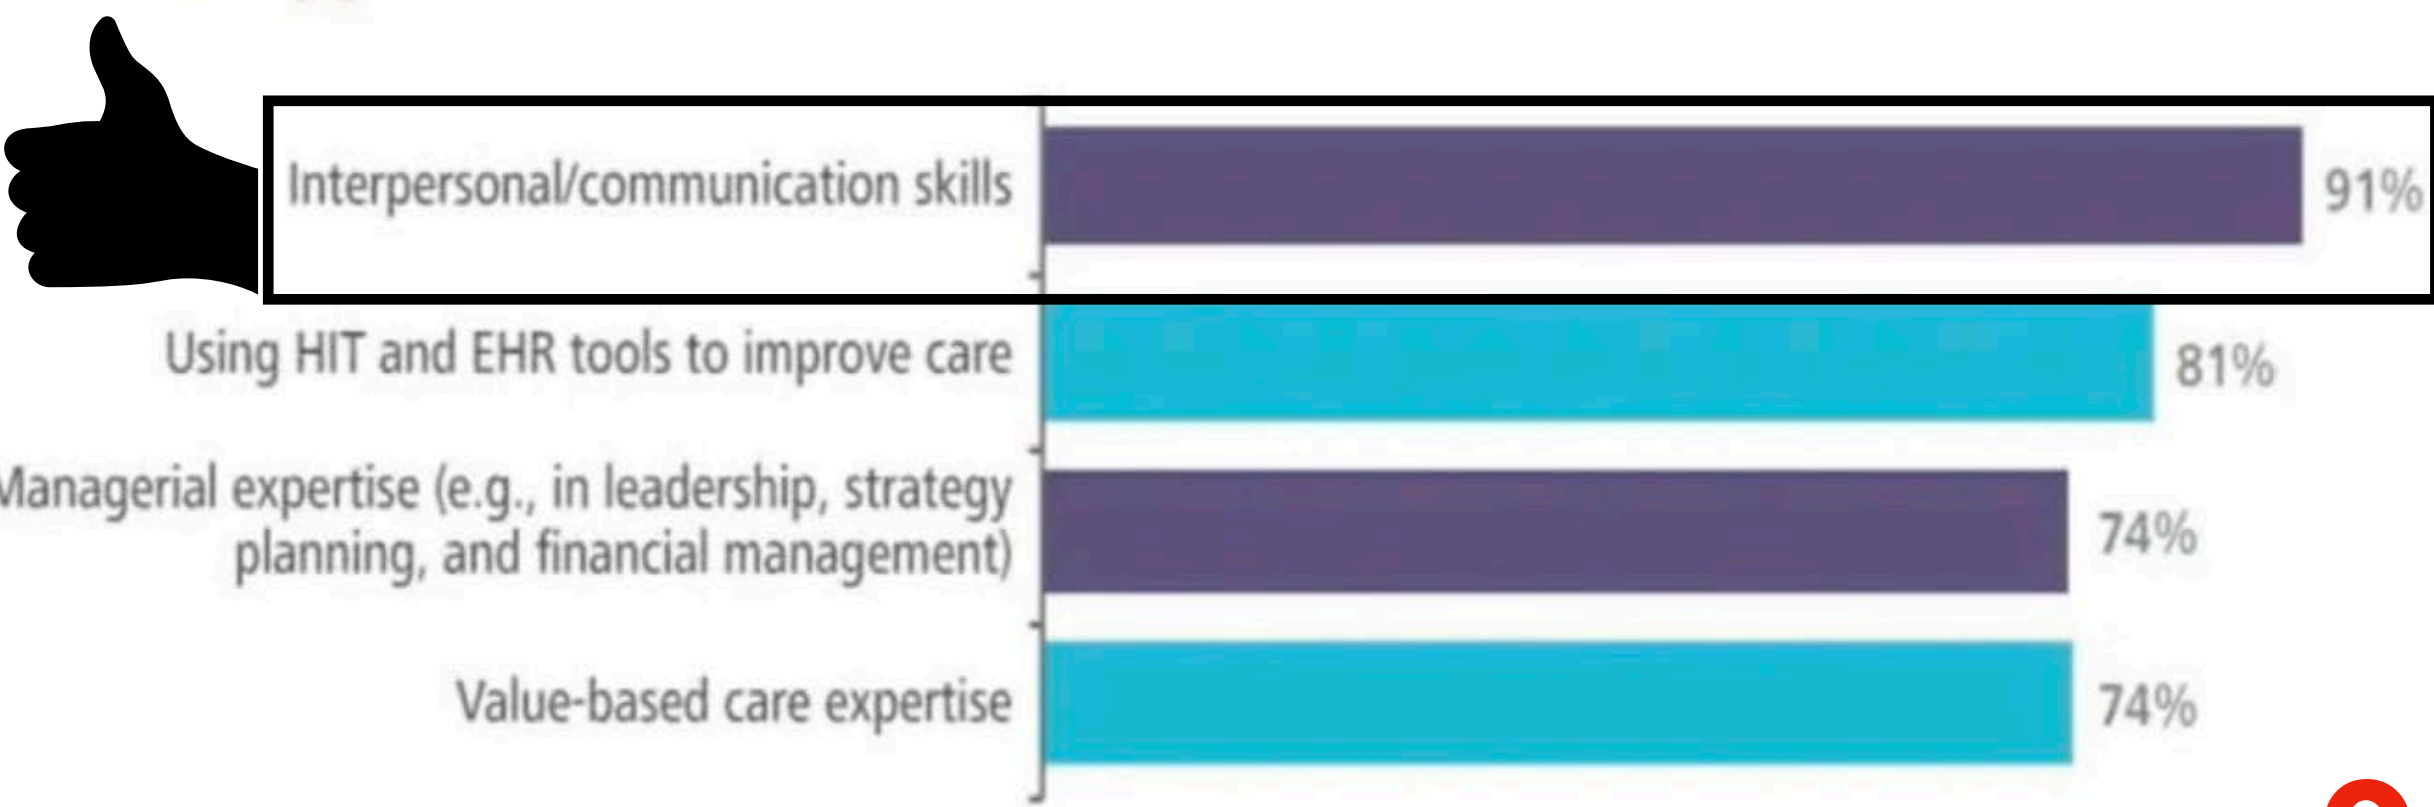 Interpersonal/communication skills
91%
Using HIT and EHR tools to improve care
81%
Managerial expertise (e.g., in leadership, strategy
planning, and financial management)
74%
Value-based care expertise
74%